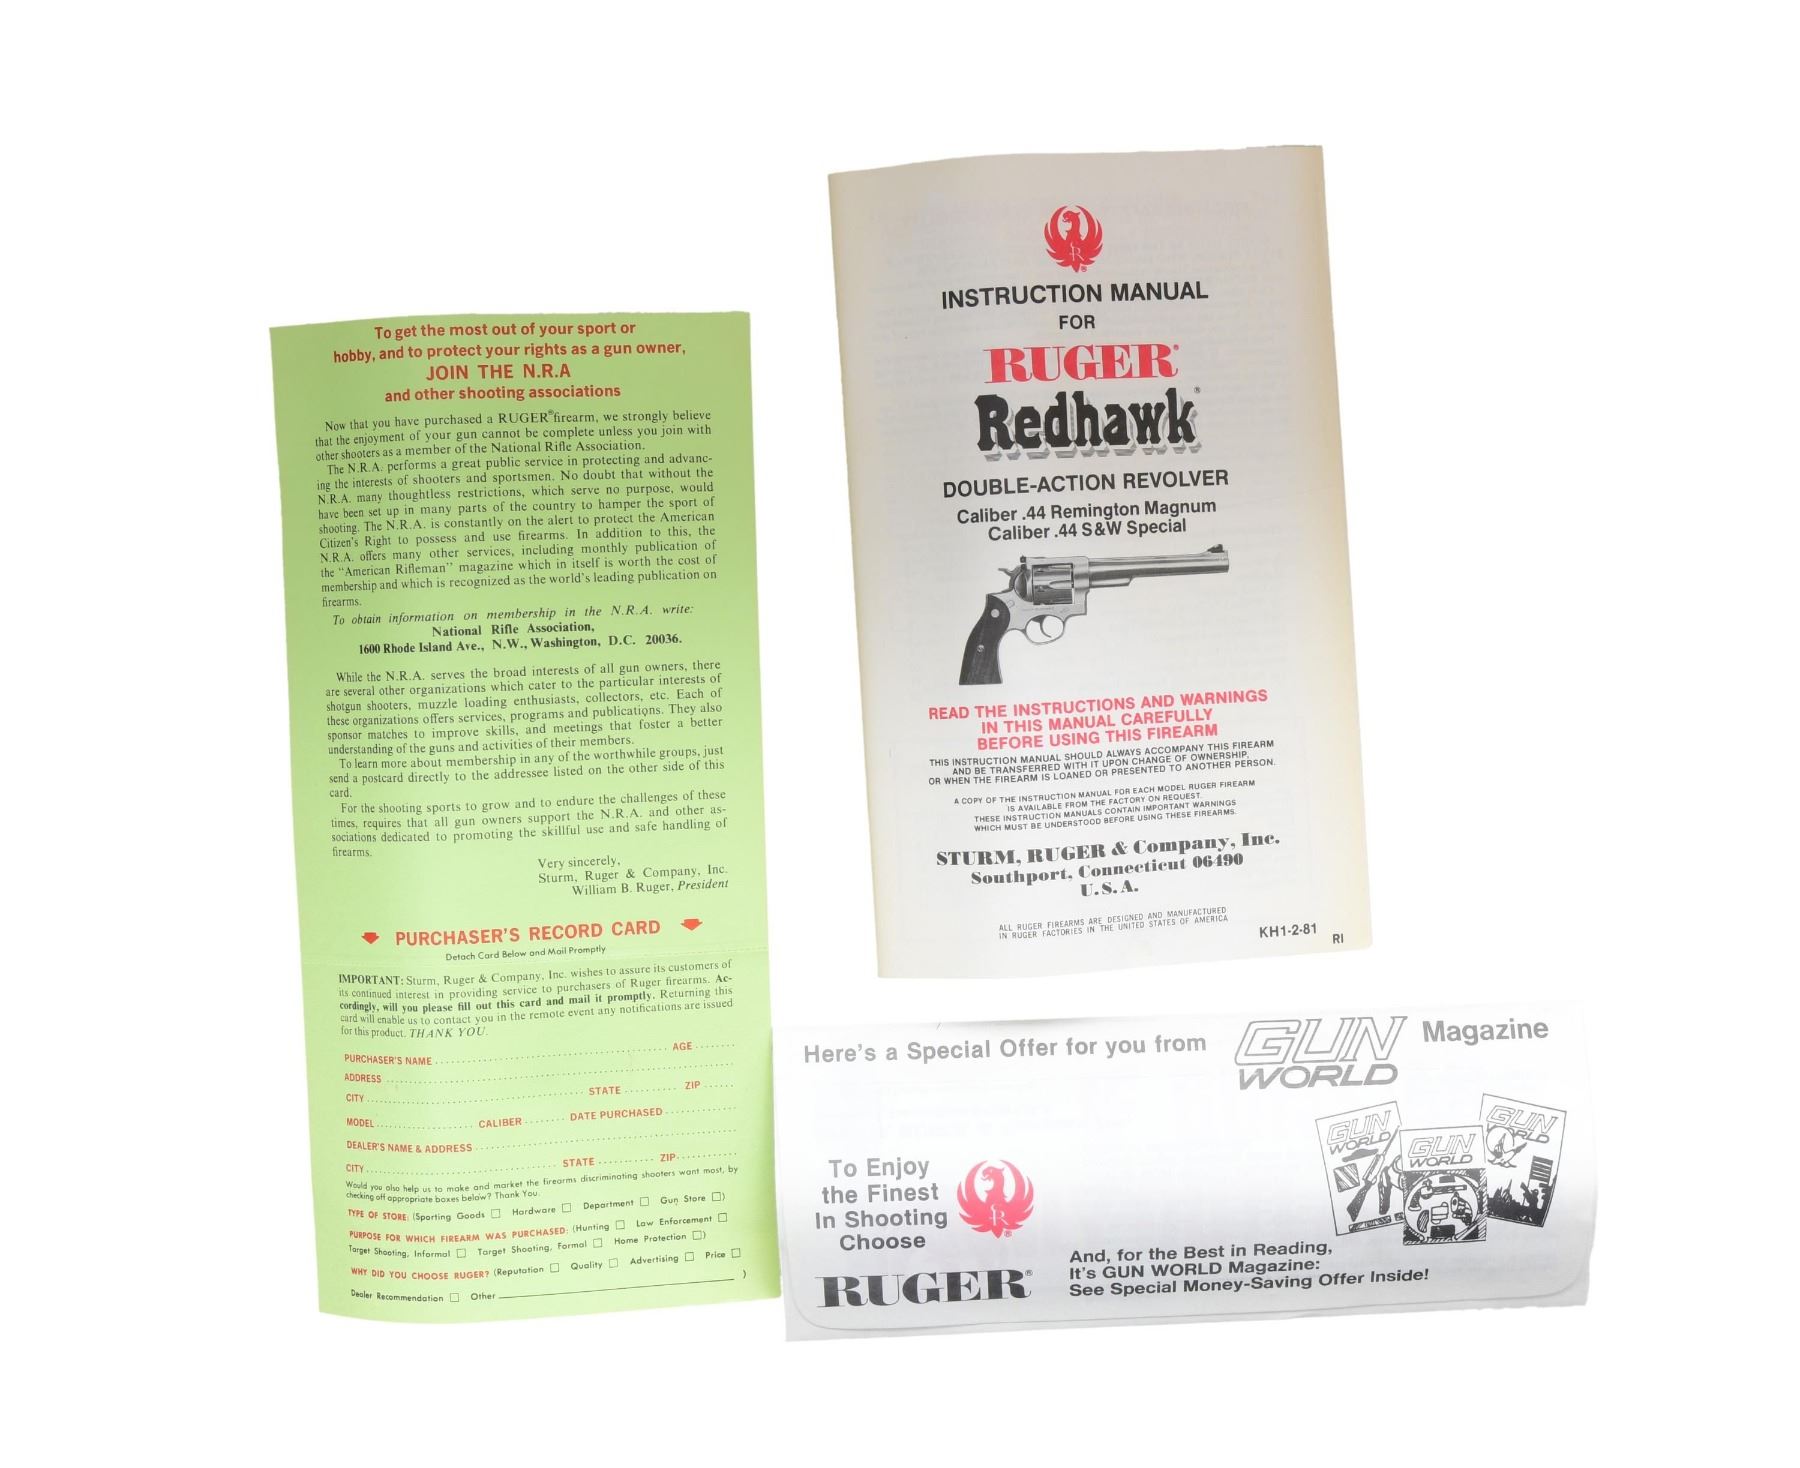 To get the most out of your sport or
hobby, and to protect your rights as a gun owner,
JOIN THE N.R.A
and other shooting associations
Now that you have purchased a RUGER® firearm, we strongly believe
that the enjoyment of your gun cannot be complete unless you join with
other shooters as a member of the National Rifle Association.
The N.R.A. performs a great public service in protecting and advanc-
ing the interests of shooters and sportsmen. No doubt that without the
N.R.A. many thoughtless restrictions, which serve no purpose, would
have been set up in many parts of the country to hamper the sport of
shooting. The N.R.A. is constantly on the alert to protect the American
Citizen's Right to possess and use firearms. In addition to this, the
N.R.A. offers many other services, including monthly publication of
the "American Rifleman" magazine which in itself is worth the cost of
membership and which is recognized as the world's leading publication on
firearms.
To obtain information on membership in the N.R.A. write:
National Rifle Association,
1600 Rhode Island Ave., N.W., Washington, D.C. 20036.
While the N.R.A. serves the broad interests of all gun owners, there
are several other organizations which cater to the particular interests of
shotgun shooters, muzzle loading enthusiasts, collectors, etc. Each of
these organizations offers services, programs and publications. They also
sponsor matches to improve skills, and meetings that foster a better
understanding of the guns and activities of their members.
To learn more about membership in any of the worthwhile groups, just
send a postcard directly to the addressee listed on the other side of this
card.
For the shooting sports to grow and to endure the challenges of these
times, requires that all gun owners support the N.R.A. and other as-
sociations dedicated to promoting the skillful use and safe handling of
firearms.
Very sincerely,
Sturm, Ruger & Company, Inc.
William B. Ruger, President
PURCHASER'S RECORD CARD
Detach Card Below and Mail Promptly
IMPORTANT: Sturm, Ruger & Company, Inc. wishes to assure its customers of
its continued interest in providing service to purchasers of Ruger firearms. Ac-
cordingly, will you please fill out this card and mail it promptly. Returning this
card will enable us to contact you in the remote event any notifications are issued
for this product. THANK YOU.
PURCHASER'S NAME AGE
ADDRESS
CITY STATE ZIP
MODEL CALIBER DATE PURCHASED
DEALER'S NAME & ADDRESS
CITY STATE ZIP
Would you also help us to make and market the firearms discriminating shooters want most, by
checking off appropriate boxes below? Thank You.
TYPE OF STORE: (Sporting Goods □ Hardware □ Department □ Gun Store □)
PURPOSE FOR WHICH FIREARM WAS PURCHASED: (Hunting □ Law Enforcement □
Target Shooting, Informal □ Target Shooting, Formal □ Home Protection □)
WHY DID YOU CHOOSE RUGER? (Reputation □ Quality □ Advertising □ Price □
Dealer Recommendation □ Other )
INSTRUCTION MANUAL
FOR
RUGER®
Redhawk®
DOUBLE-ACTION REVOLVER
Caliber .44 Remington Magnum
Caliber .44 S&W Special
READ THE INSTRUCTIONS AND WARNINGS
IN THIS MANUAL CAREFULLY
BEFORE USING THIS FIREARM
THIS INSTRUCTION MANUAL SHOULD ALWAYS ACCOMPANY THIS FIREARM
AND BE TRANSFERRED WITH IT UPON CHANGE OF OWNERSHIP,
OR WHEN THE FIREARM IS LOANED OR PRESENTED TO ANOTHER PERSON.
A COPY OF THE INSTRUCTION MANUAL FOR EACH MODEL RUGER FIREARM
IS AVAILABLE FROM THE FACTORY ON REQUEST.
THESE INSTRUCTION MANUALS CONTAIN IMPORTANT WARNINGS
WHICH MUST BE UNDERSTOOD BEFORE USING THESE FIREARMS.
STURM, RUGER & Company, Inc.
Southport, Connecticut 06490
U.S.A.
ALL RUGER FIREARMS ARE DESIGNED AND MANUFACTURED
IN RUGER FACTORIES IN THE UNITED STATES OF AMERICA
KH1-2-81
RI
Here's a Special Offer for you from GUN WORLD Magazine
To Enjoy
the Finest
In Shooting
Choose
RUGER®
GUN
WORLD
GUN
WORLD
GUN
WORLD
And, for the Best in Reading,
It's GUN WORLD Magazine:
See Special Money-Saving Offer Inside!